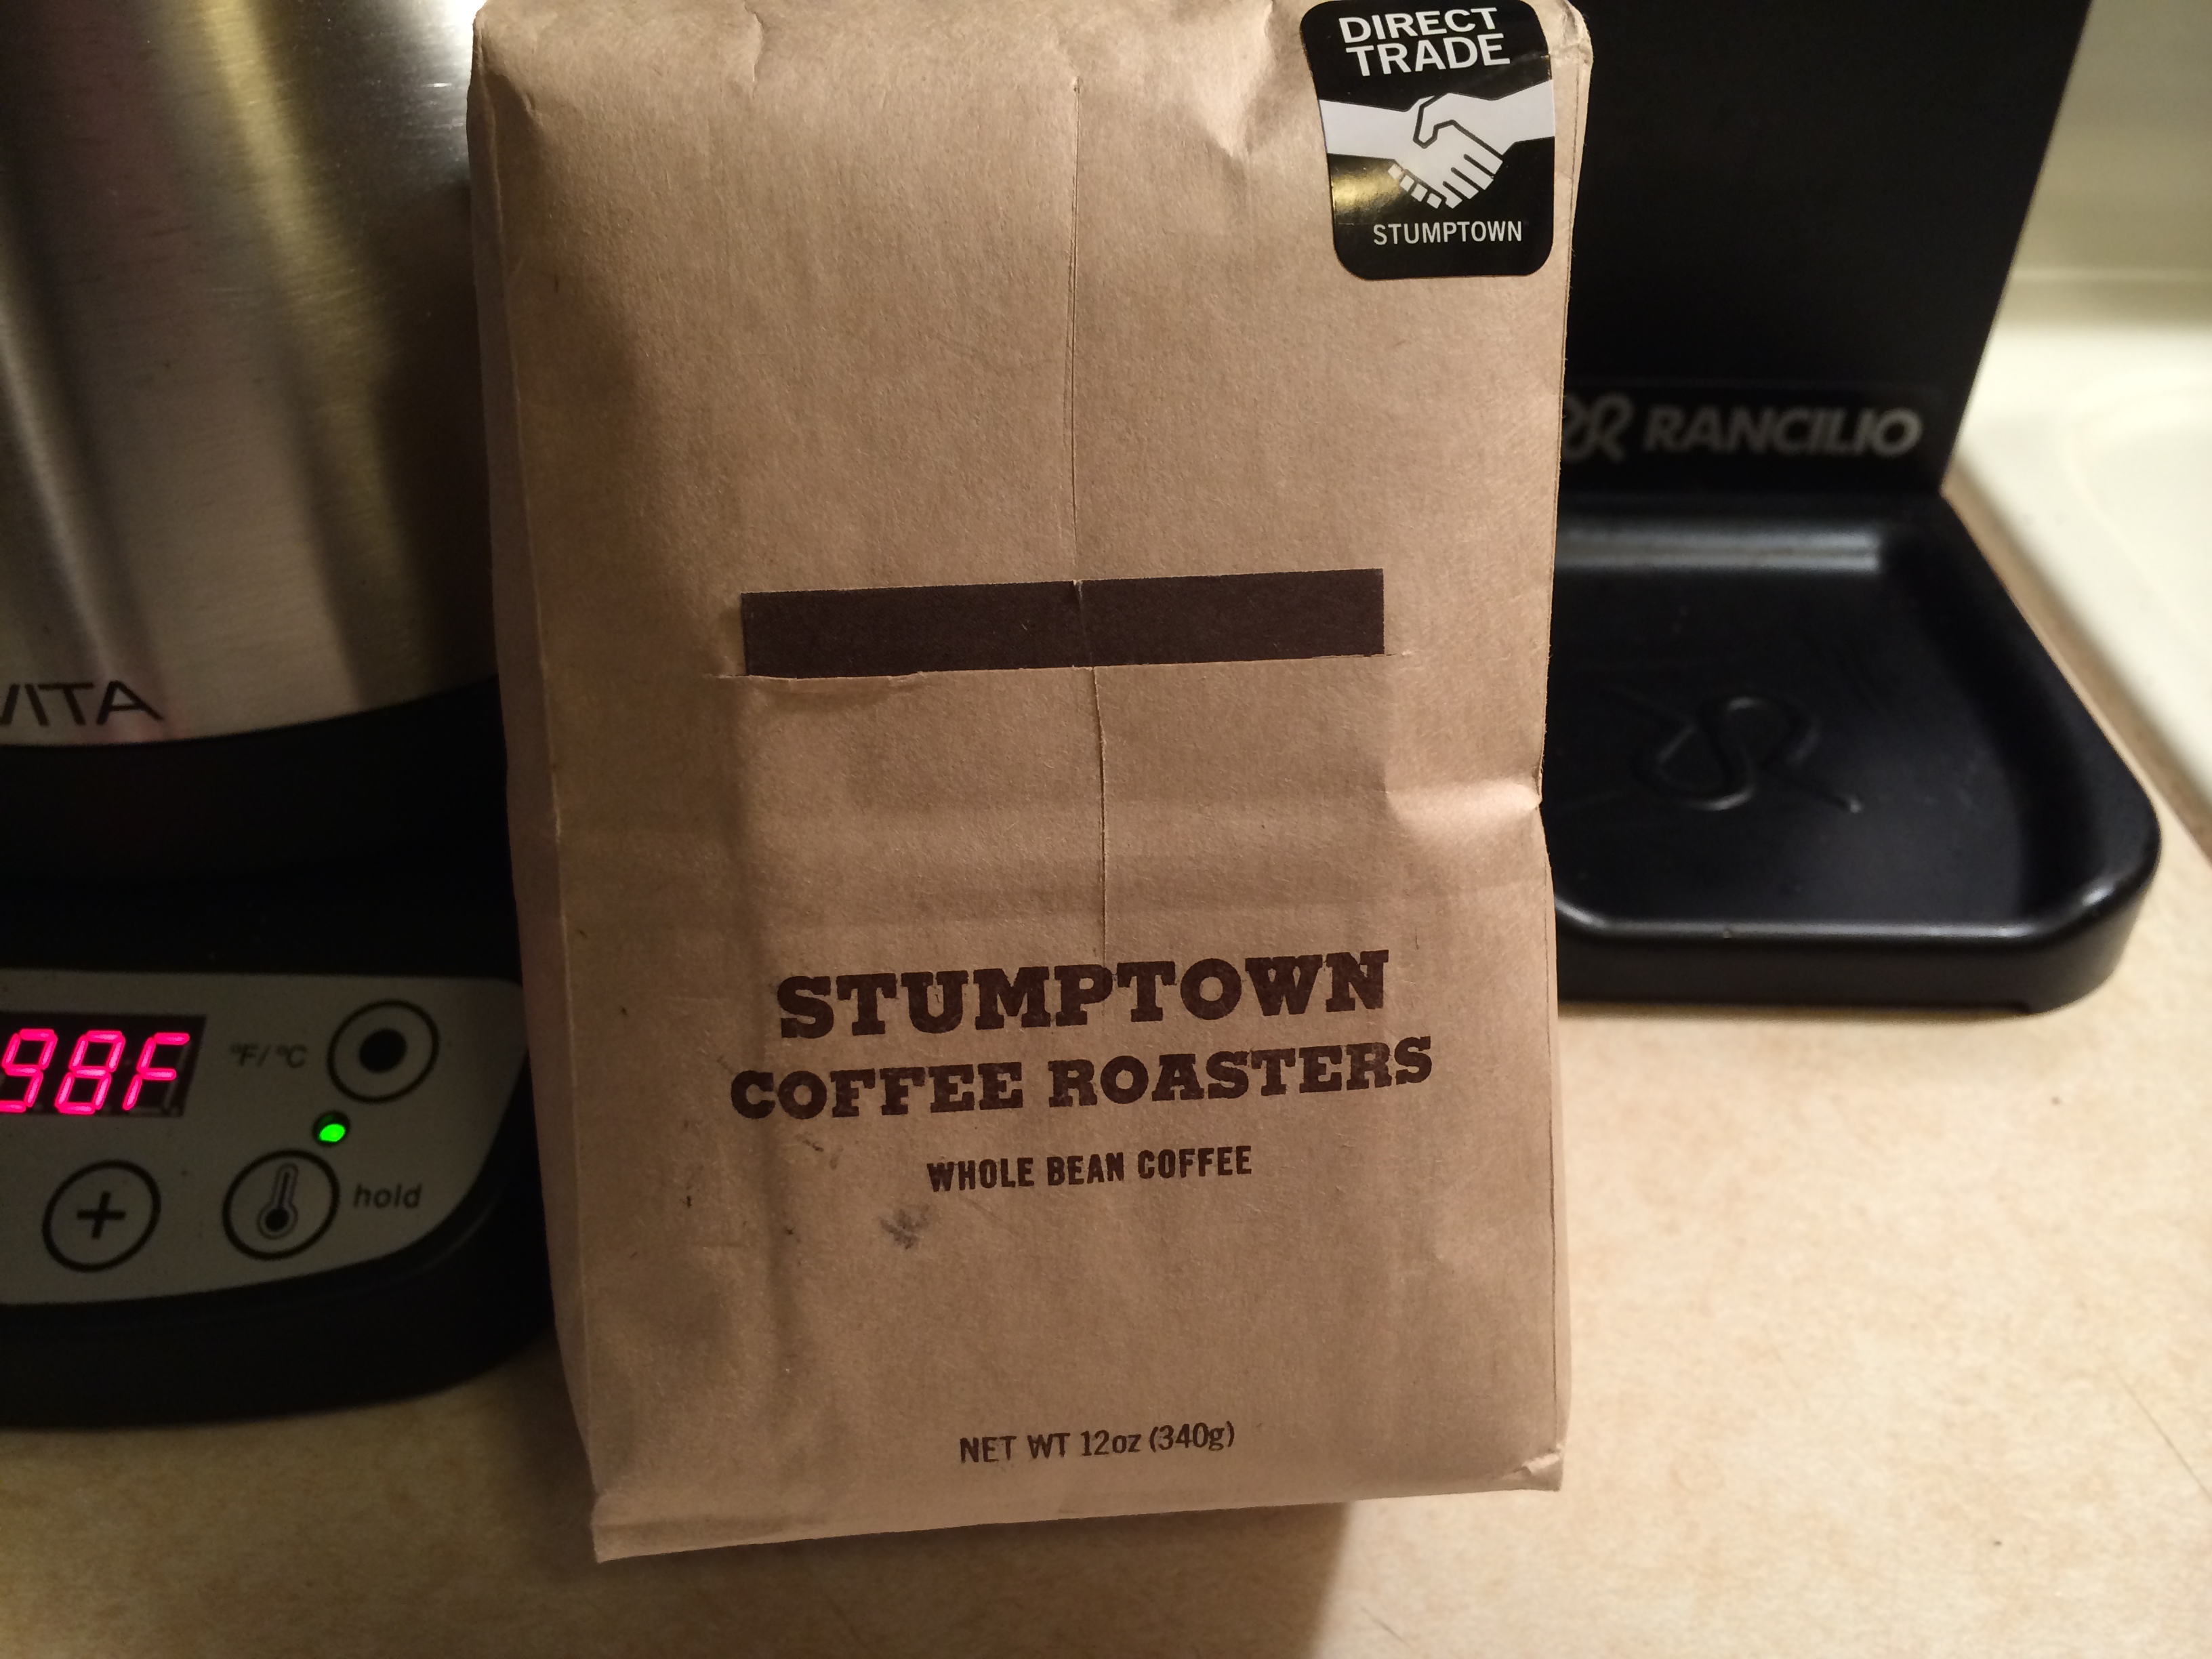 DIRECT
TRADE
STUMPTOWN
RANCILIO
VITA
98F
°F/°C
hold
STUMPTOWN
COFFEE ROASTERS
WHOLE BEAN COFFEE
NET WT 12oz (340g)